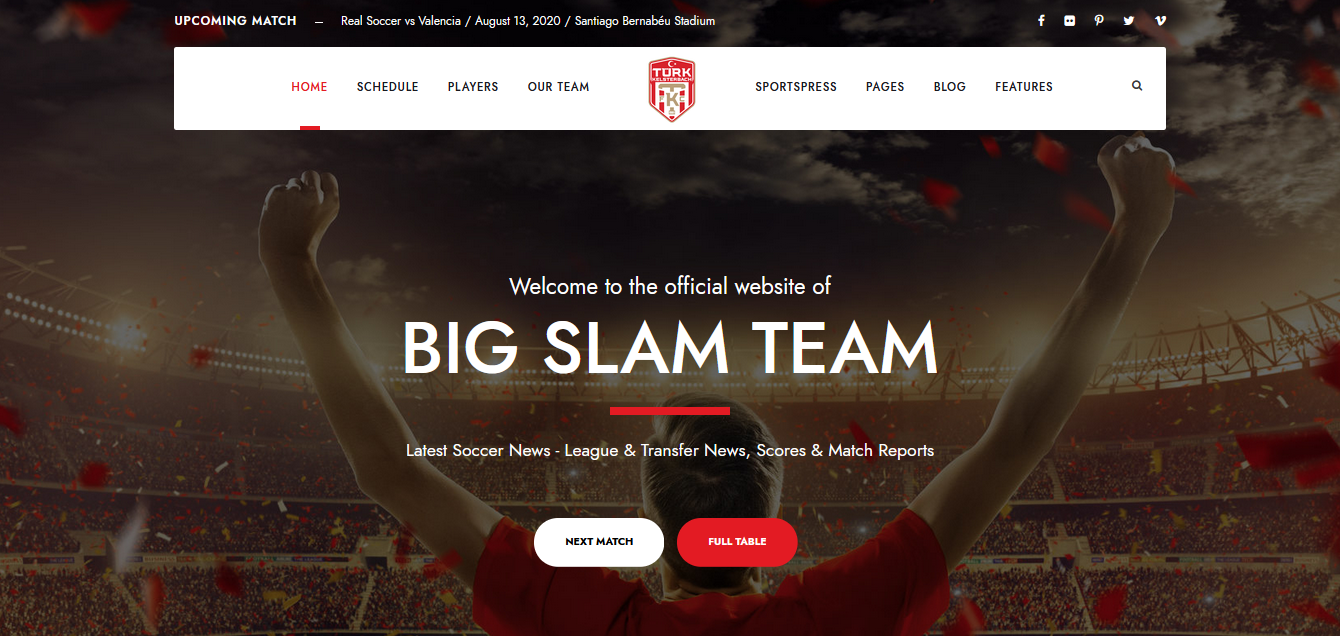 UPCOMING MATCH — Real Soccer vs Valencia / August 13, 2020 / Santiago Bernabéu Stadium
HOME SCHEDULE PLAYERS OUR TEAM SPORTSPRESS PAGES BLOG FEATURES
TÜRK
KELSTERBACH
Welcome to the official website of
BIG SLAM TEAM
Latest Soccer News - League & Transfer News, Scores & Match Reports
NEXT MATCH FULL TABLE